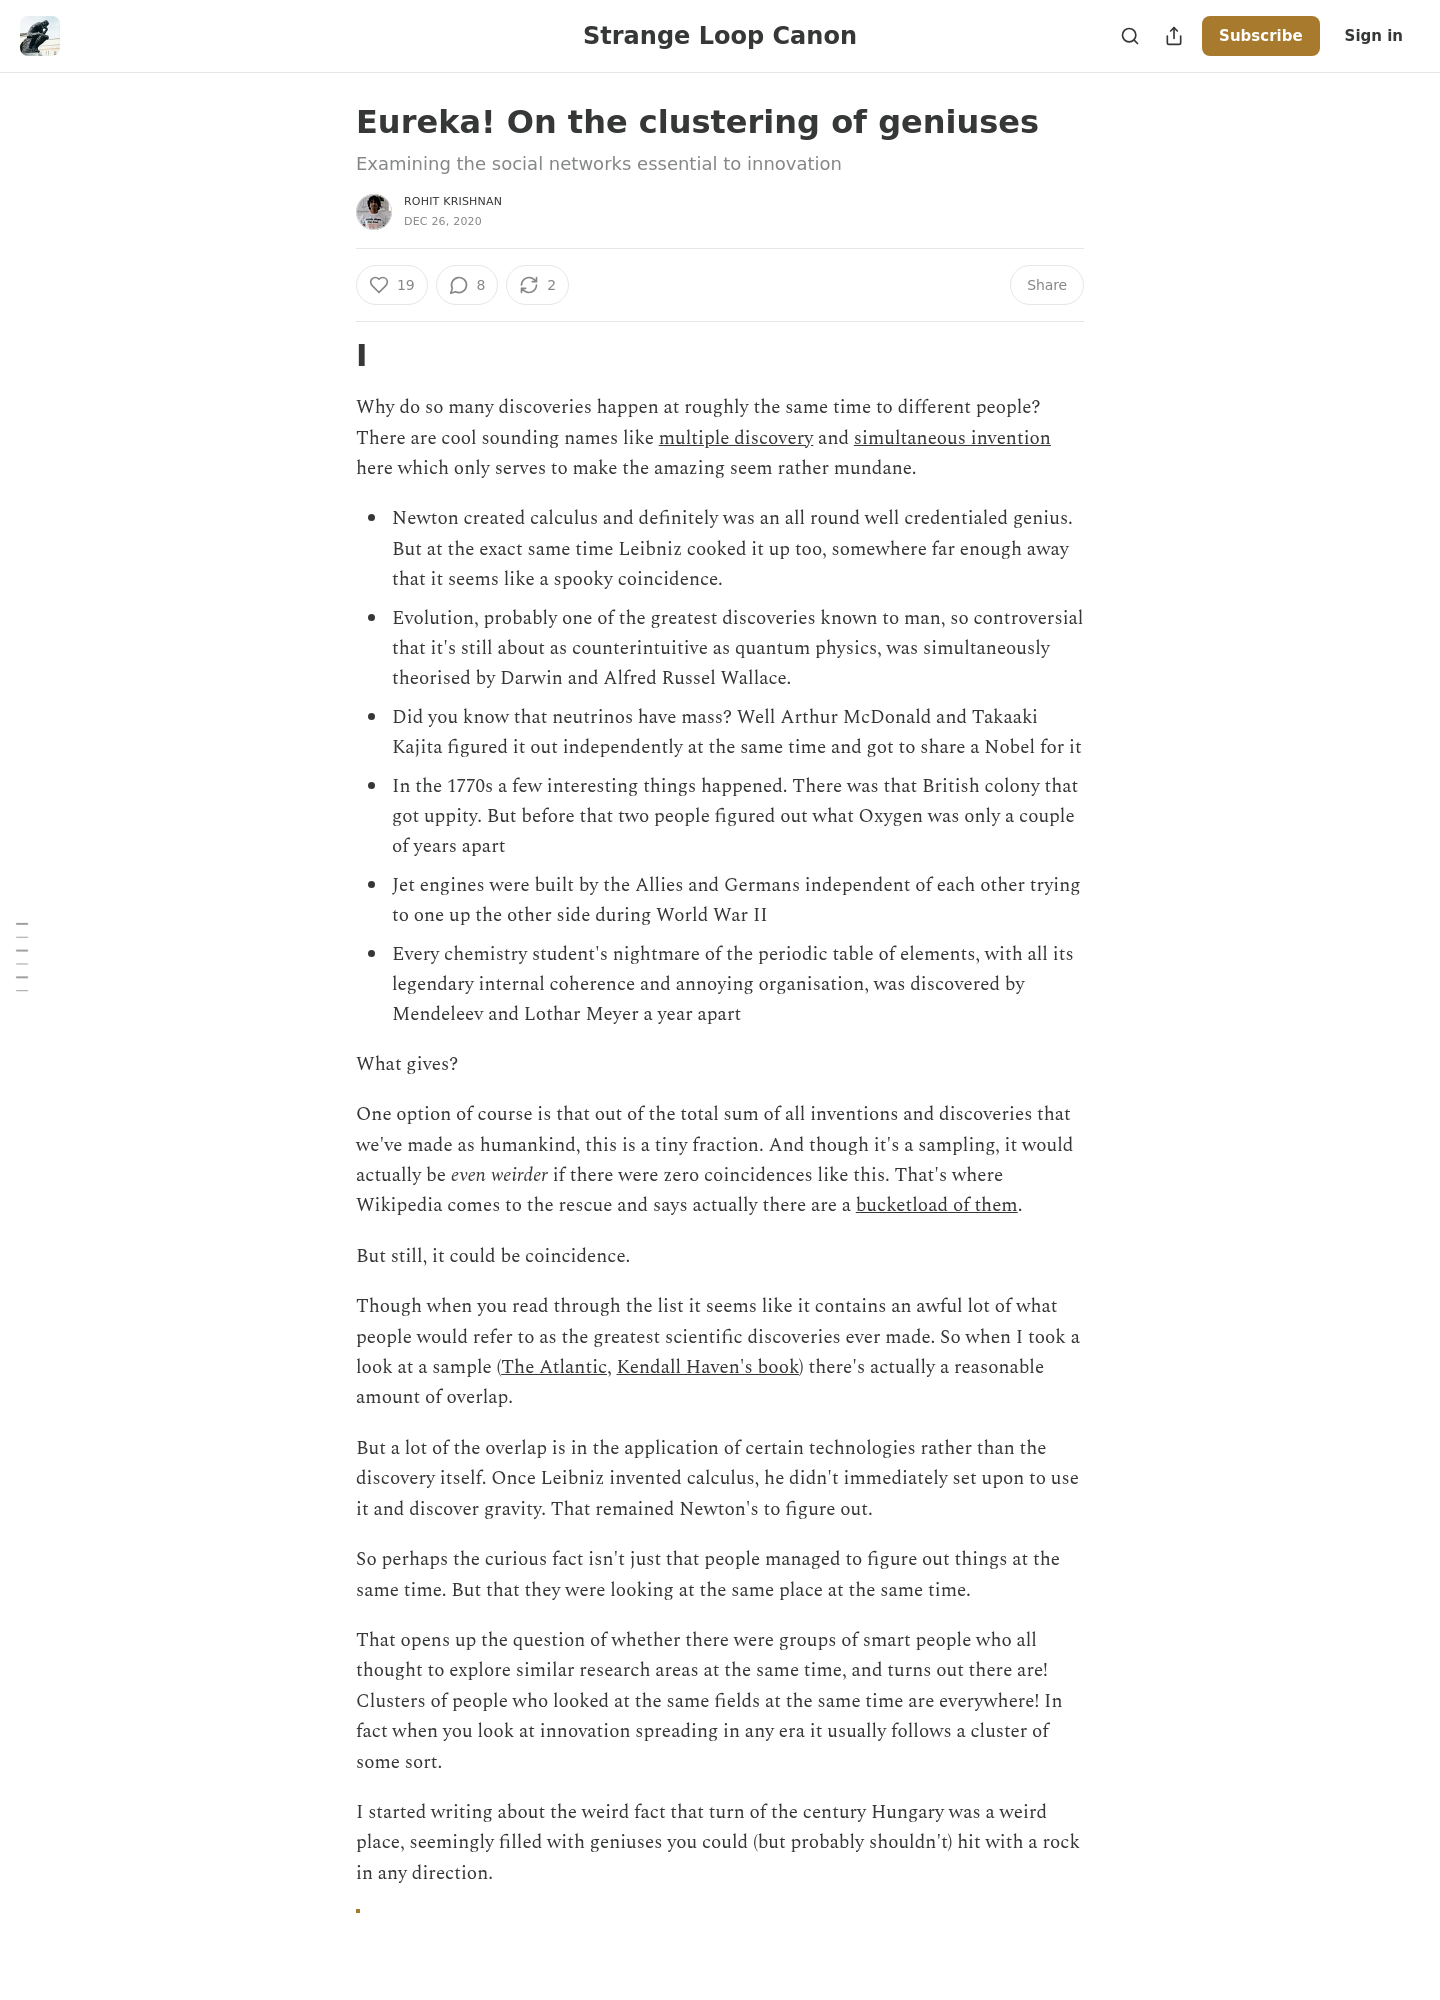 Strange Loop Canon
Subscribe
Sign in
Eureka! On the clustering of geniuses
Examining the social networks essential to innovation
ROHIT KRISHNAN
DEC 26, 2020
19
8
2
Share
I
Why do so many discoveries happen at roughly the same time to different people?
There are cool sounding names like multiple discovery and simultaneous invention
here which only serves to make the amazing seem rather mundane.
Newton created calculus and definitely was an all round well credentialed genius.
But at the exact same time Leibniz cooked it up too, somewhere far enough away
that it seems like a spooky coincidence.
Evolution, probably one of the greatest discoveries known to man, so controversial
that it's still about as counterintuitive as quantum physics, was simultaneously
theorised by Darwin and Alfred Russel Wallace.
Did you know that neutrinos have mass? Well Arthur McDonald and Takaaki
Kajita figured it out independently at the same time and got to share a Nobel for it
In the 1770s a few interesting things happened. There was that British colony that
got uppity. But before that two people figured out what Oxygen was only a couple
of years apart
Jet engines were built by the Allies and Germans independent of each other trying
to one up the other side during World War II
Every chemistry student's nightmare of the periodic table of elements, with all its
legendary internal coherence and annoying organisation, was discovered by
Mendeleev and Lothar Meyer a year apart
What gives?
One option of course is that out of the total sum of all inventions and discoveries that
we've made as humankind, this is a tiny fraction. And though it's a sampling, it would
actually be even weirder if there were zero coincidences like this. That's where
Wikipedia comes to the rescue and says actually there are a bucketload of them.
But still, it could be coincidence.
Though when you read through the list it seems like it contains an awful lot of what
people would refer to as the greatest scientific discoveries ever made. So when I took a
look at a sample (The Atlantic, Kendall Haven's book) there's actually a reasonable
amount of overlap.
But a lot of the overlap is in the application of certain technologies rather than the
discovery itself. Once Leibniz invented calculus, he didn't immediately set upon to use
it and discover gravity. That remained Newton's to figure out.
So perhaps the curious fact isn't just that people managed to figure out things at the
same time. But that they were looking at the same place at the same time.
That opens up the question of whether there were groups of smart people who all
thought to explore similar research areas at the same time, and turns out there are!
Clusters of people who looked at the same fields at the same time are everywhere! In
fact when you look at innovation spreading in any era it usually follows a cluster of
some sort.
I started writing about the weird fact that turn of the century Hungary was a weird
place, seemingly filled with geniuses you could (but probably shouldn't) hit with a rock
in any direction.